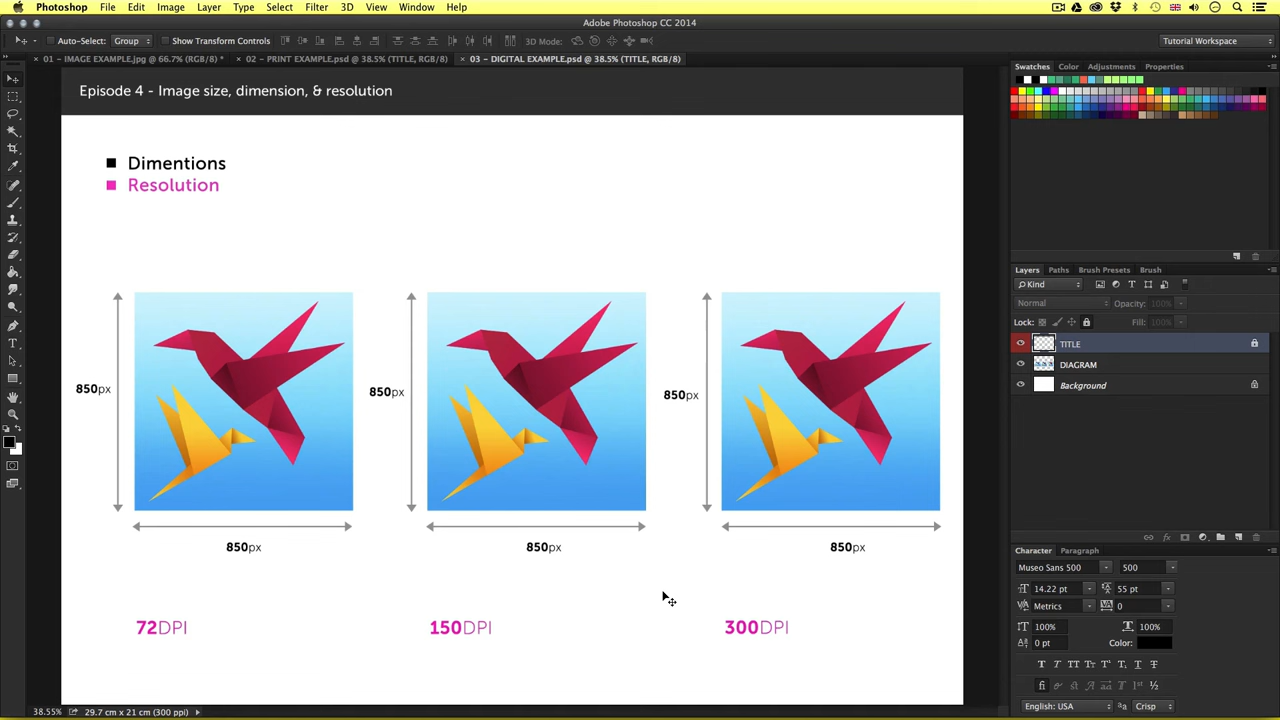 Photoshop File Edit Image Layer Type Select Filter 3D View Window Help
Adobe Photoshop CC 2014
Auto-Select: Group Show Transform Controls 3D Mode: Tutorial Workspace
01 – IMAGE EXAMPLE.jpg @ 66.7% (RGB/8) * 02 – PRINT EXAMPLE.psd @ 38.5% (TITLE, RGB/8) 03 – DIGITAL EXAMPLE.psd @ 38.5% (TITLE, RGB/8)
Swatches Color Adjustments Properties
Episode 4 - Image size, dimension, & resolution
Dimentions
Resolution
850px
850px
850px
850px
850px
850px
72DPI
150DPI
300DPI
Layers Paths Brush Presets Brush
Kind
Normal Opacity: 100%
Lock: Fill: 100%
TITLE
DIAGRAM
Background
Character Paragraph
Museo Sans 500 500
14.22 pt 55 pt
Metrics 0
100% 100%
0 pt Color:
English: USA Crisp
38.55% 29.7 cm x 21 cm (300 ppi)